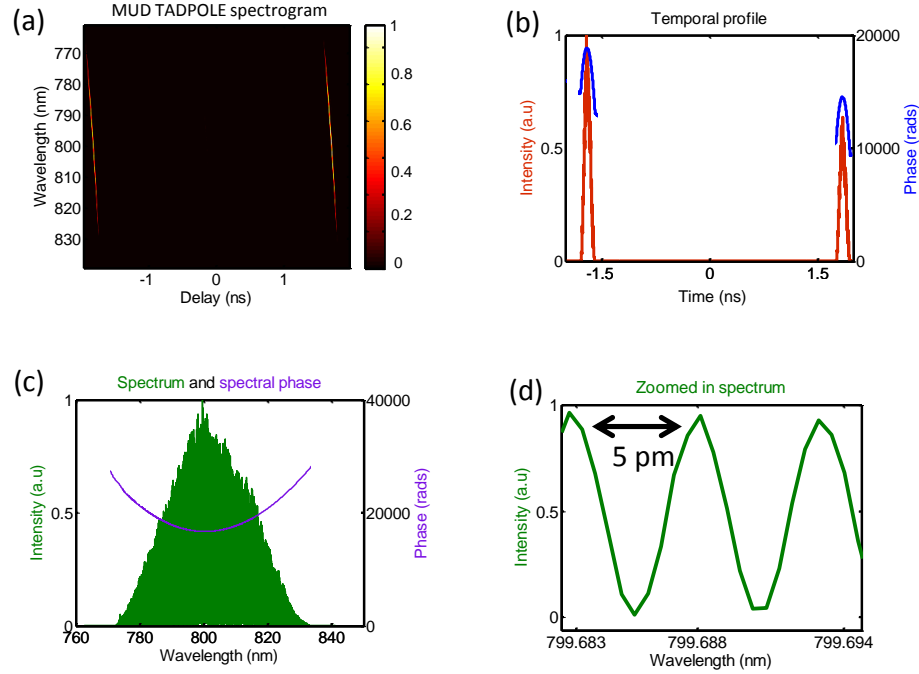 (a)
MUD TADPOLE spectrogram
770
780
790
800
810
820
830
Wavelength (nm)
-1
0
1
Delay (ns)
1
0.8
0.6
0.4
0.2
0
(b)
Temporal profile
1
0.5
0
Intensity (a.u)
20000
10000
0
Phase (rads)
-1.5
0
1.5
Time (ns)
(c)
Spectrum and spectral phase
1
0.5
0
Intensity (a.u)
40000
20000
0
Phase (rads)
760
780
800
820
840
Wavelength (nm)
(d)
Zoomed in spectrum
1
0.5
0
Intensity (a.u)
5 pm
799.683
799.688
799.694
Wavelength (nm)